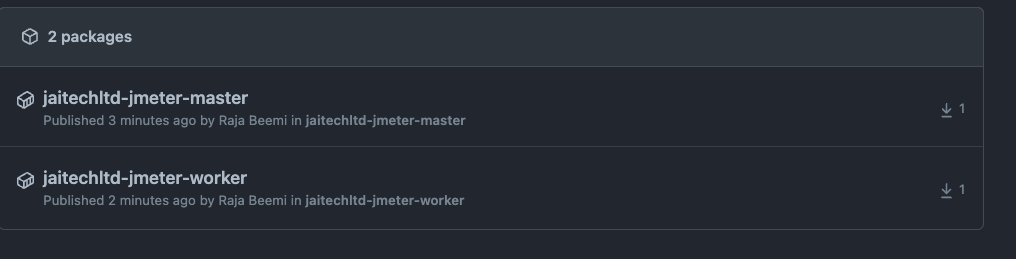 2 packages
jaitechltd-jmeter-master
Published 3 minutes ago by Raja Beemi in jaitechltd-jmeter-master
1
jaitechltd-jmeter-worker
Published 2 minutes ago by Raja Beemi in jaitechltd-jmeter-worker
1